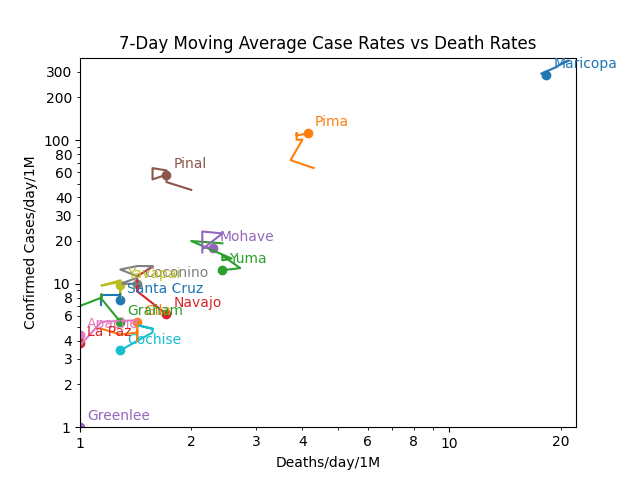 7-Day Moving Average Case Rates vs Death Rates
Maricopa
Pima
Pinal
Mohave
Yuma
Yavapai
Coconino
Santa Cruz
Navajo
Graham
Gila
Apache
La Paz
Cochise
Greenlee
Confirmed Cases/day/1M
300
200
100
80
60
40
30
20
10
8
6
4
3
2
1
1
2
3
4
6
8
10
20
Deaths/day/1M